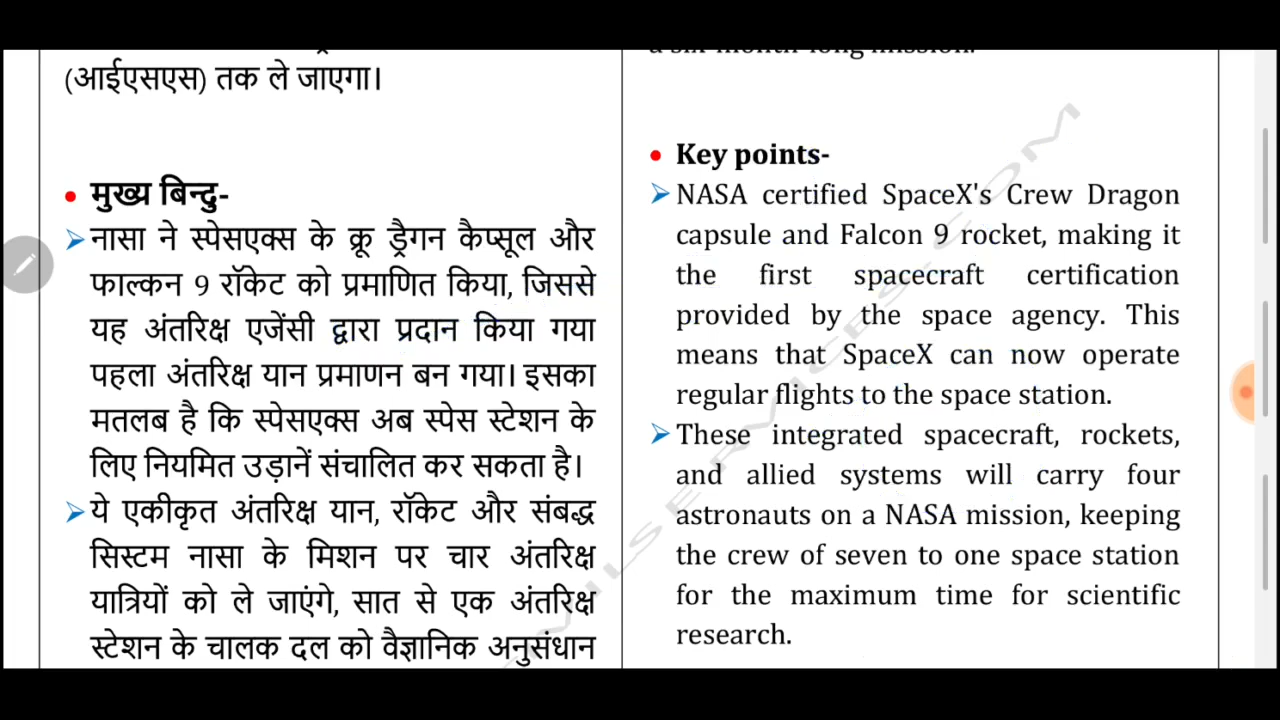 (आईएसएस) तक ले जाएगा।
मुख्य बिन्दु-
नासा ने स्पेसएक्स के क्रू ड्रैगन कैप्सूल और
फाल्कन 9 रॉकेट को प्रमाणित किया, जिससे
यह अंतरिक्ष एजेंसी द्वारा प्रदान किया गया
पहला अंतरिक्ष यान प्रमाणन बन गया। इसका
मतलब है कि स्पेसएक्स अब स्पेस स्टेशन के
लिए नियमित उड़ानें संचालित कर सकता है।
ये एकीकृत अंतरिक्ष यान, रॉकेट और संबद्ध
सिस्टम नासा के मिशन पर चार अंतरिक्ष
यात्रियों को ले जाएंगे, सात से एक अंतरिक्ष
स्टेशन के चालक दल को वैज्ञानिक अनुसंधान
a six-month-long mission.
Key points-
NASA certified SpaceX's Crew Dragon
capsule and Falcon 9 rocket, making it
the first spacecraft certification
provided by the space agency. This
means that SpaceX can now operate
regular flights to the space station.
These integrated spacecraft, rockets,
and allied systems will carry four
astronauts on a NASA mission, keeping
the crew of seven to one space station
for the maximum time for scientific
research.